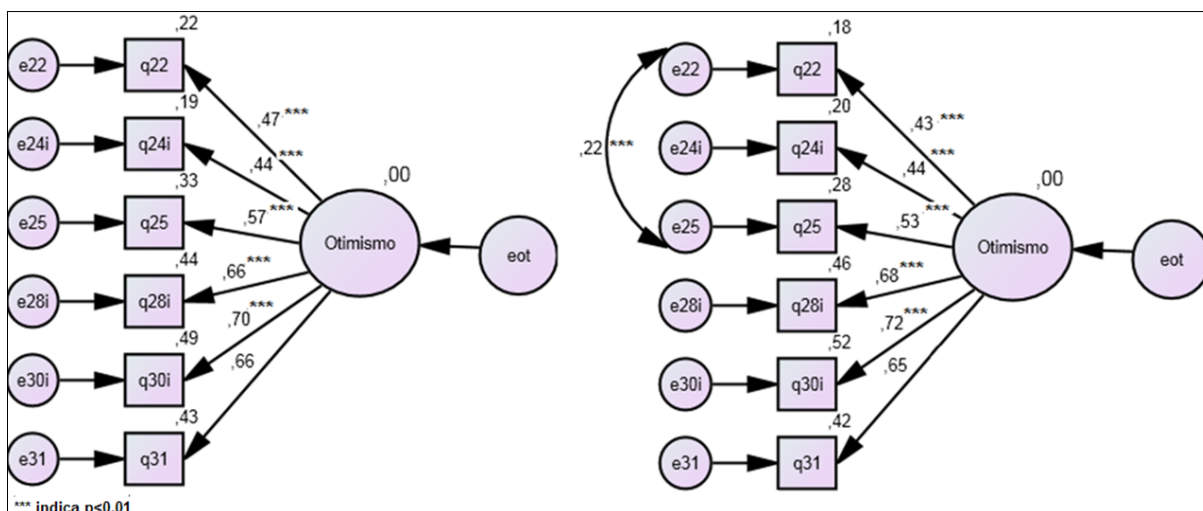 ,22
e22 q22
,19
,47 ***
e24i q24i
,44 ***
,33
,00
e25 q25
,57 ***
Otimismo
eot
,44
,66 ***
e28i q28i
,70 ***
,49
,66
e30i q30i
,43
e31 q31
*** indica p<0.01
,18
e22 q22
,20
,43 ***
,22 ***
e24i q24i
,44 ***
,28
,00
e25 q25
,53 ***
Otimismo
eot
,46
,68 ***
e28i q28i
,72 ***
,52
,65
e30i q30i
,42
e31 q31